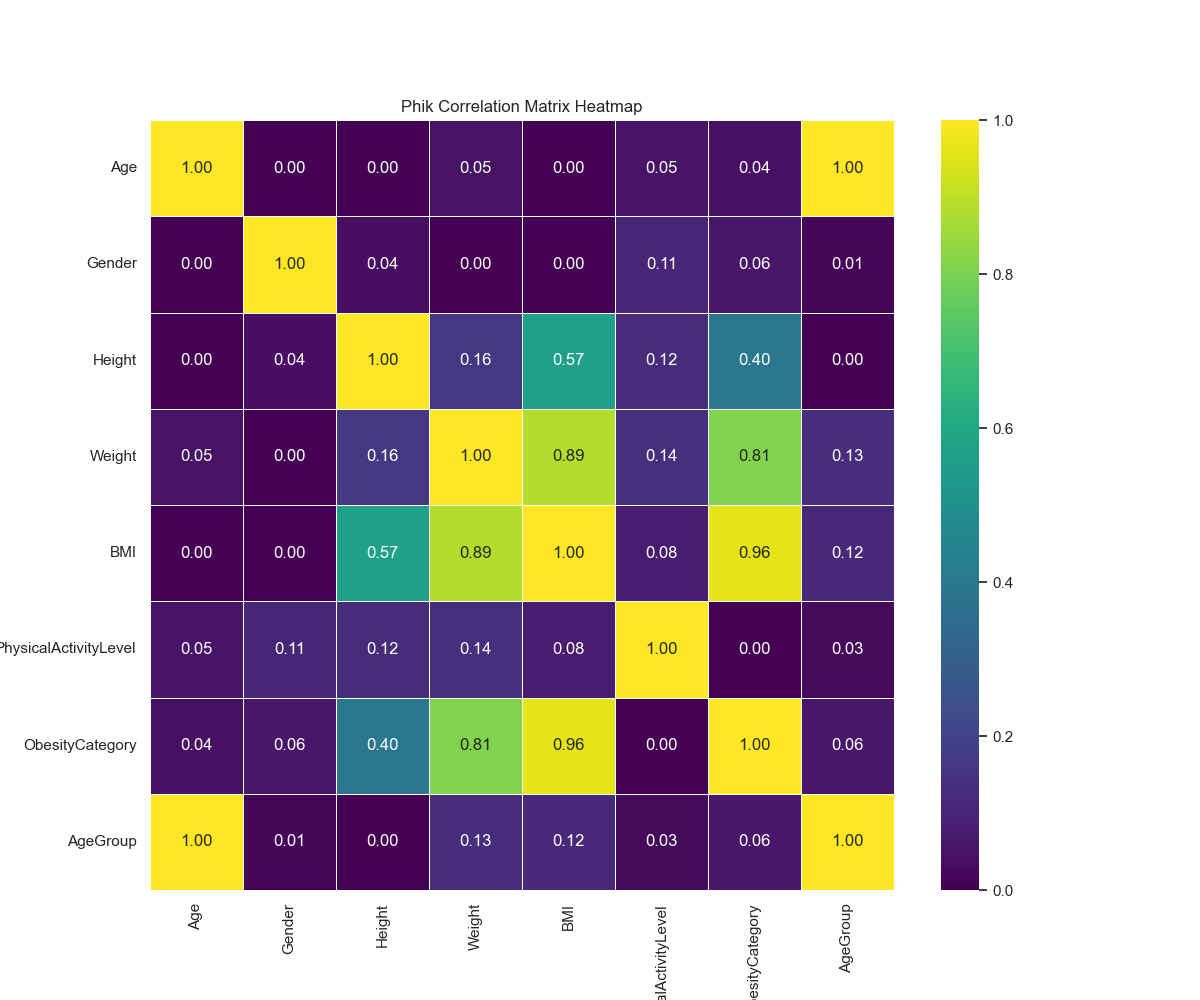 Phik Correlation Matrix Heatmap
Age 1.00 0.00 0.00 0.05 0.00 0.05 0.04 1.00
Gender 0.00 1.00 0.04 0.00 0.00 0.11 0.06 0.01
Height 0.00 0.04 1.00 0.16 0.57 0.12 0.40 0.00
Weight 0.05 0.00 0.16 1.00 0.89 0.14 0.81 0.13
BMI 0.00 0.00 0.57 0.89 1.00 0.08 0.96 0.12
PhysicalActivityLevel 0.05 0.11 0.12 0.14 0.08 1.00 0.00 0.03
ObesityCategory 0.04 0.06 0.40 0.81 0.96 0.00 1.00 0.06
AgeGroup 1.00 0.01 0.00 0.13 0.12 0.03 0.06 1.00
Age Gender Height Weight BMI alActivityLevel besityCategory AgeGroup
1.0
0.8
0.6
0.4
0.2
0.0